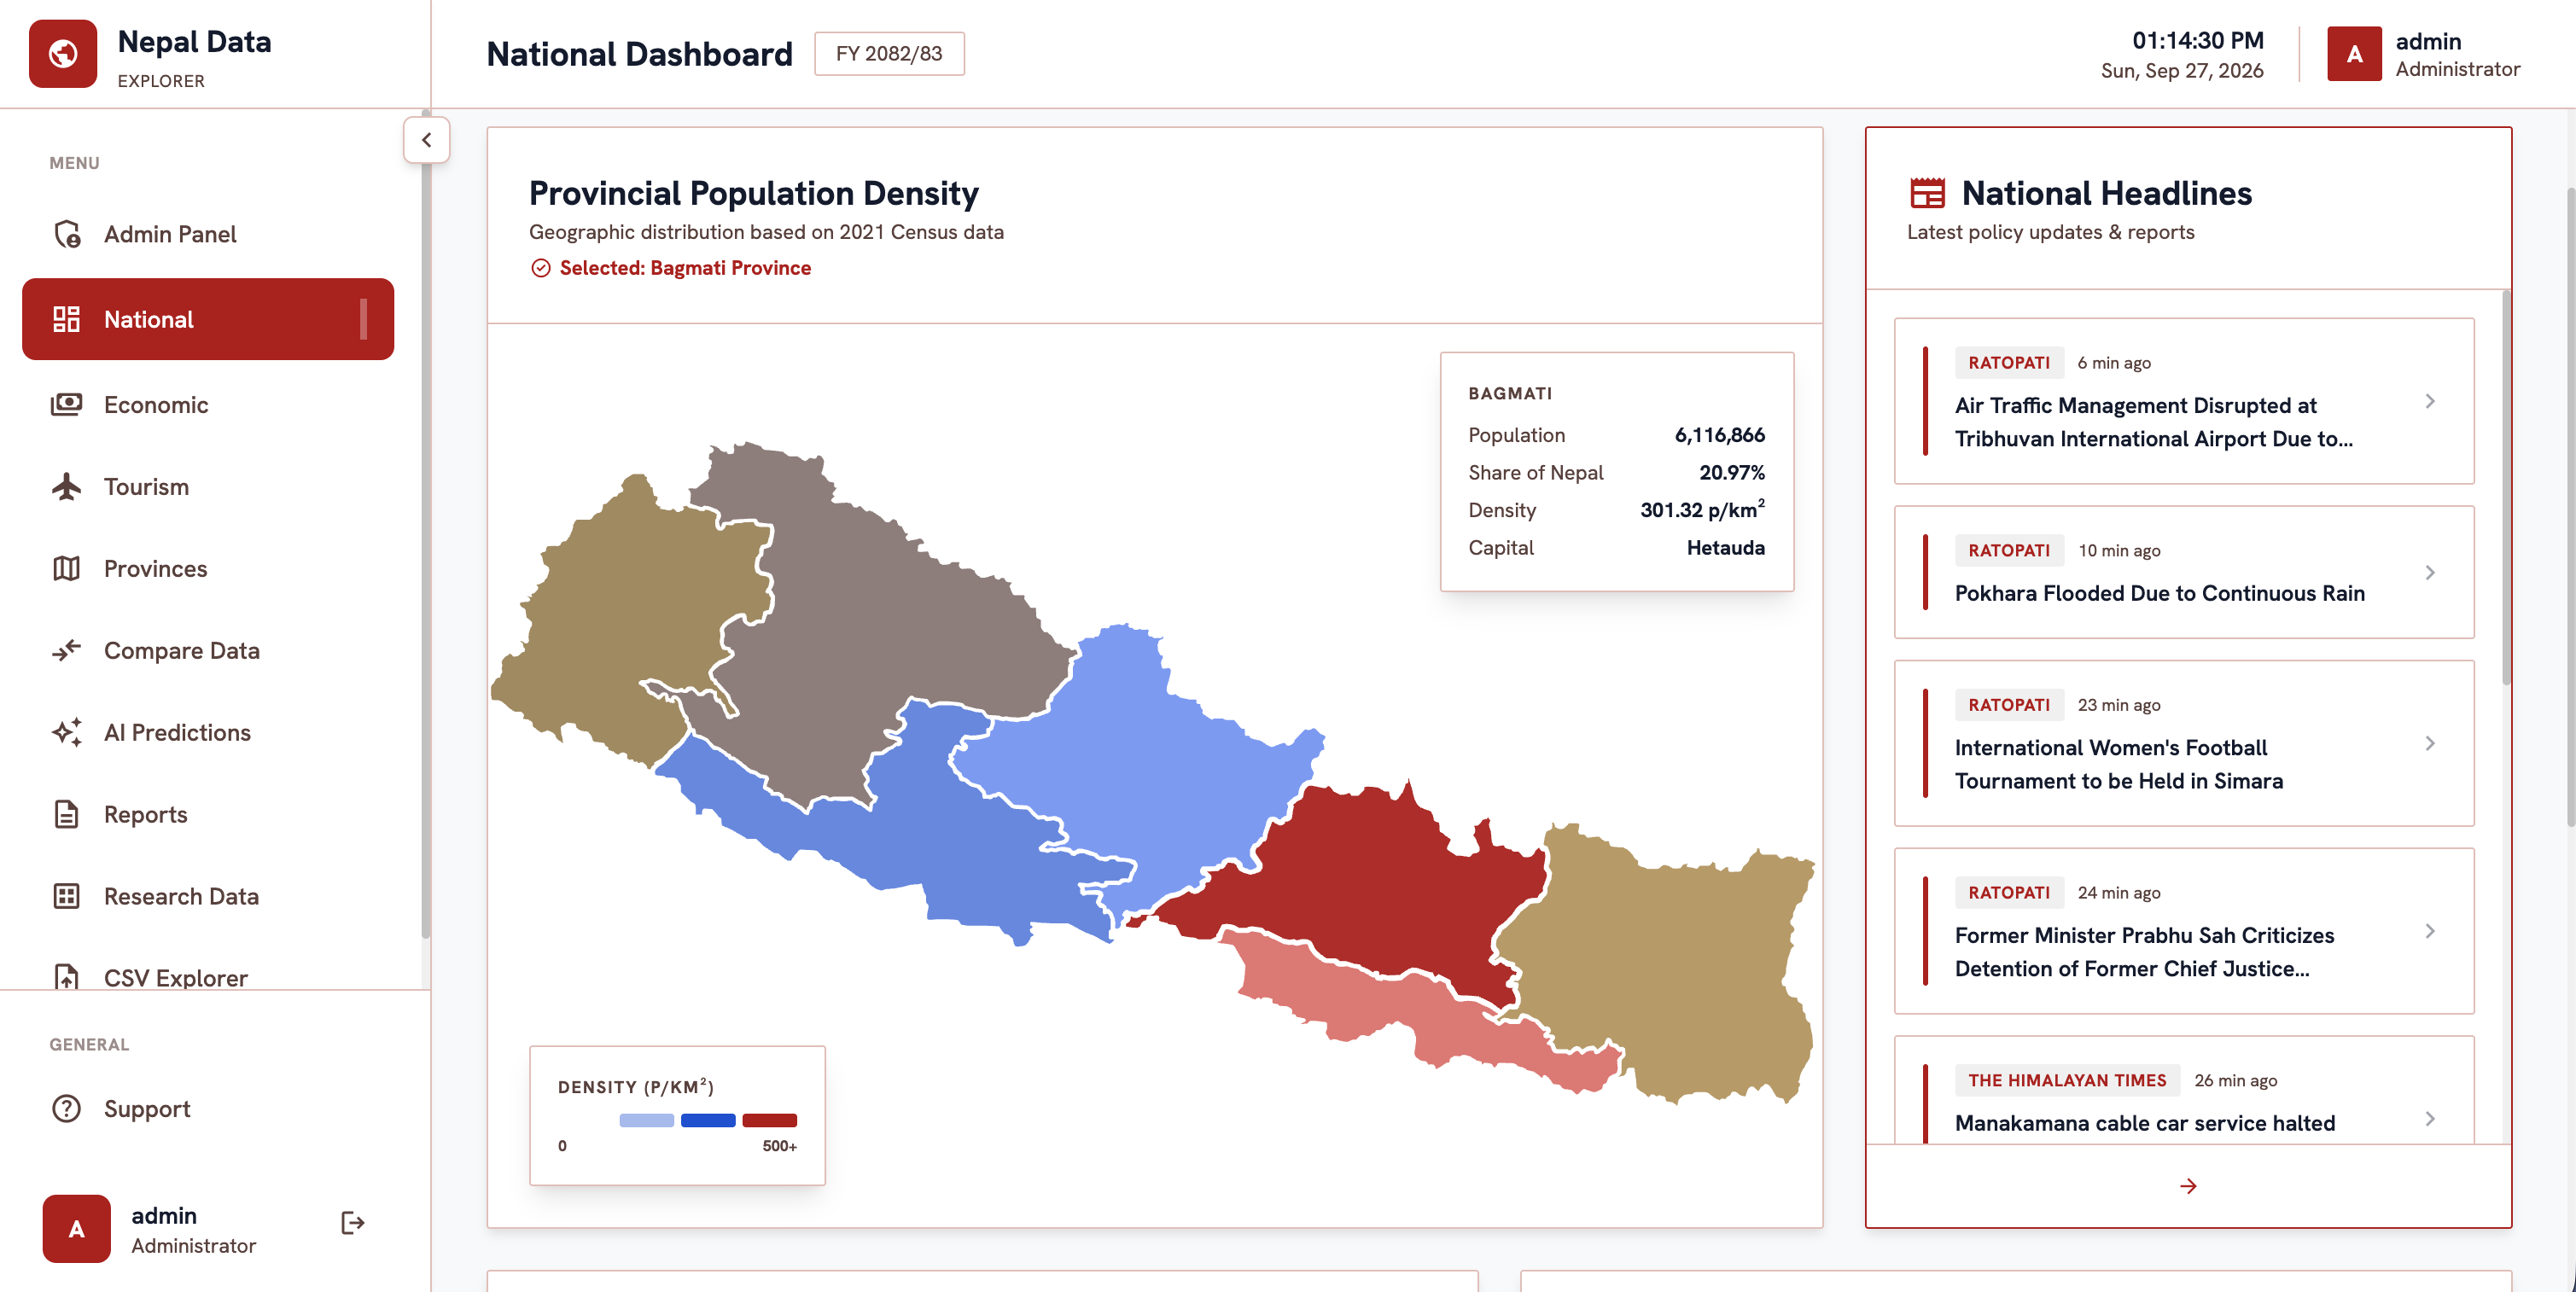 Nepal Data
EXPLORER
National Dashboard
FY 2082/83
01:14:30 PM
Sun, Sep 27, 2026
A
admin
Administrator
MENU
Admin Panel
National
Economic
Tourism
Provinces
Compare Data
AI Predictions
Reports
Research Data
CSV Explorer
GENERAL
Support
A
admin
Administrator
Provincial Population Density
Geographic distribution based on 2021 Census data
Selected: Bagmati Province
BAGMATI
Population 6,116,866
Share of Nepal 20.97%
Density 301.32 p/km²
Capital Hetauda
DENSITY (P/KM²)
0 500+
National Headlines
Latest policy updates & reports
RATOPATI 6 min ago
Air Traffic Management Disrupted at
Tribhuvan International Airport Due to...
RATOPATI 10 min ago
Pokhara Flooded Due to Continuous Rain
RATOPATI 23 min ago
International Women's Football
Tournament to be Held in Simara
RATOPATI 24 min ago
Former Minister Prabhu Sah Criticizes
Detention of Former Chief Justice...
THE HIMALAYAN TIMES 26 min ago
Manakamana cable car service halted